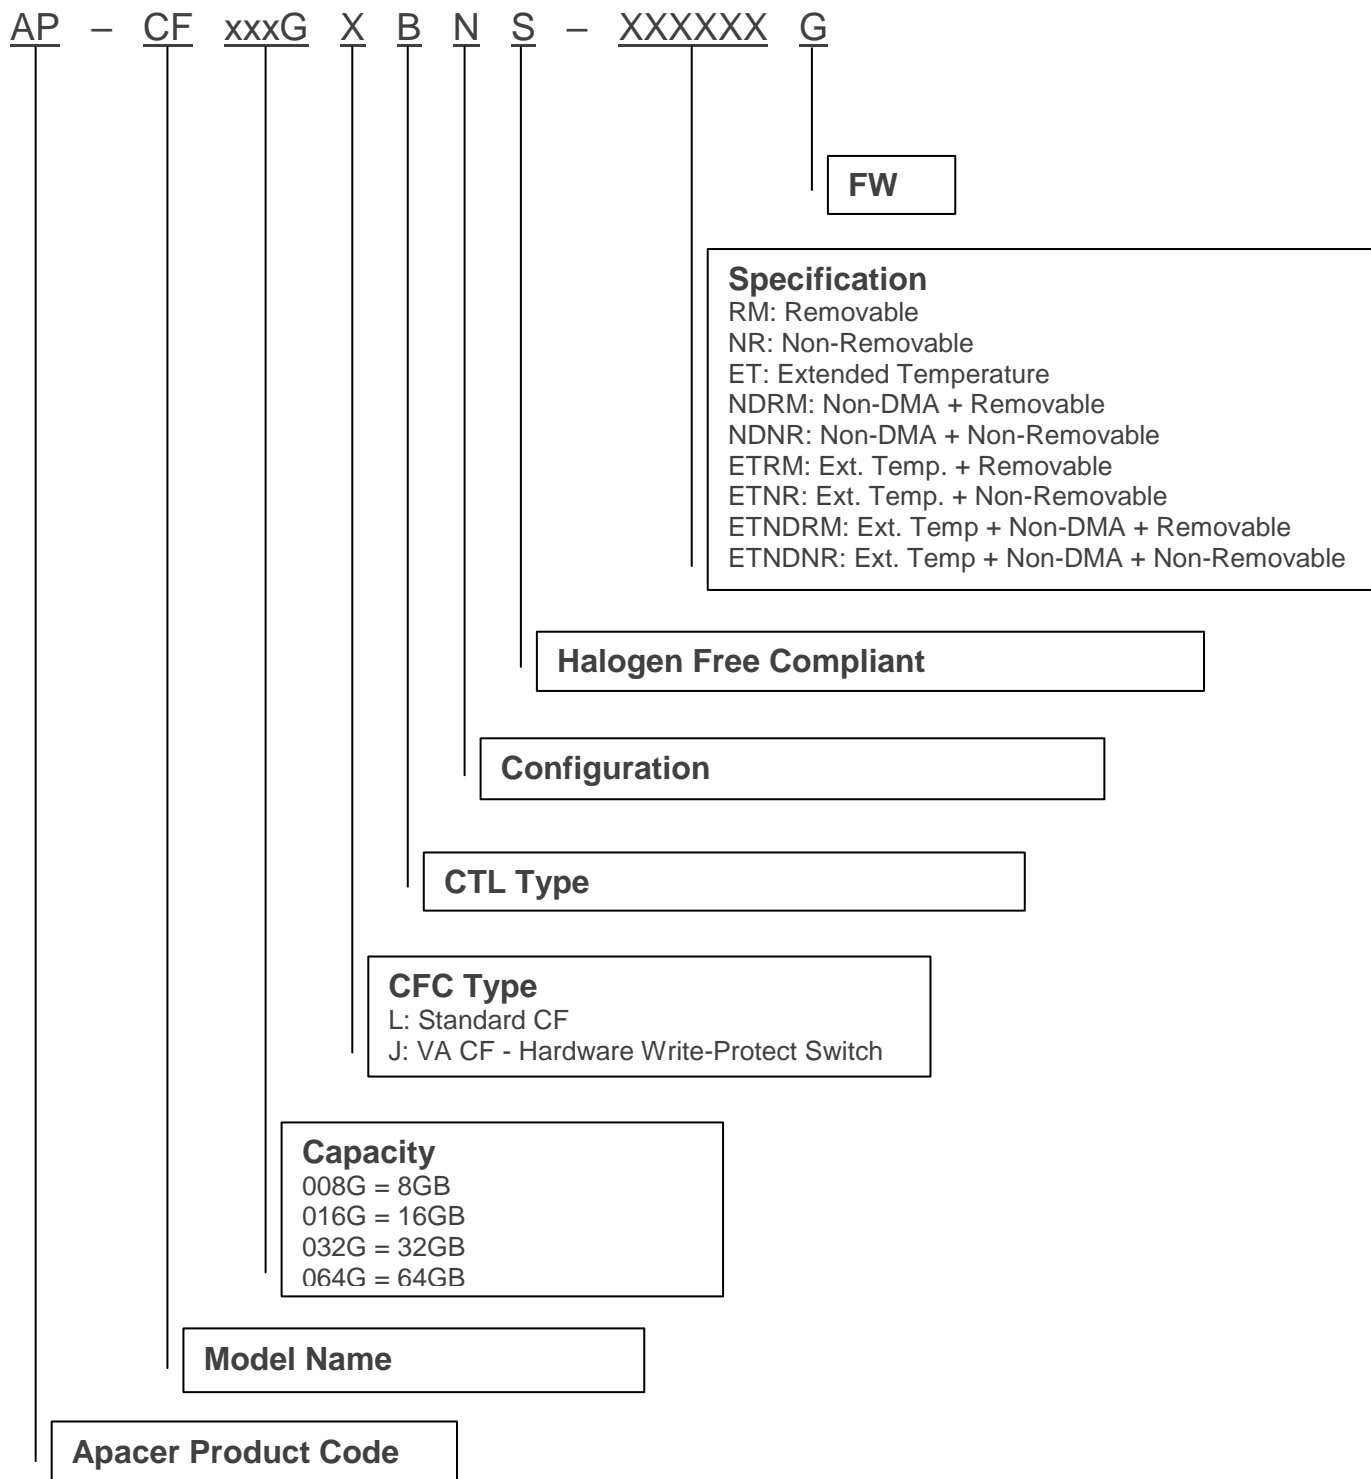 AP – CF xxxG X B N S – XXXXXX G
FW
Specification
RM: Removable
NR: Non-Removable
ET: Extended Temperature
NDRM: Non-DMA + Removable
NDNR: Non-DMA + Non-Removable
ETRM: Ext. Temp. + Removable
ETNR: Ext. Temp. + Non-Removable
ETNDRM: Ext. Temp + Non-DMA + Removable
ETNDNR: Ext. Temp + Non-DMA + Non-Removable
Halogen Free Compliant
Configuration
CTL Type
CFC Type
L: Standard CF
J: VA CF - Hardware Write-Protect Switch
Capacity
008G = 8GB
016G = 16GB
032G = 32GB
064G = 64GB
Model Name
Apacer Product Code